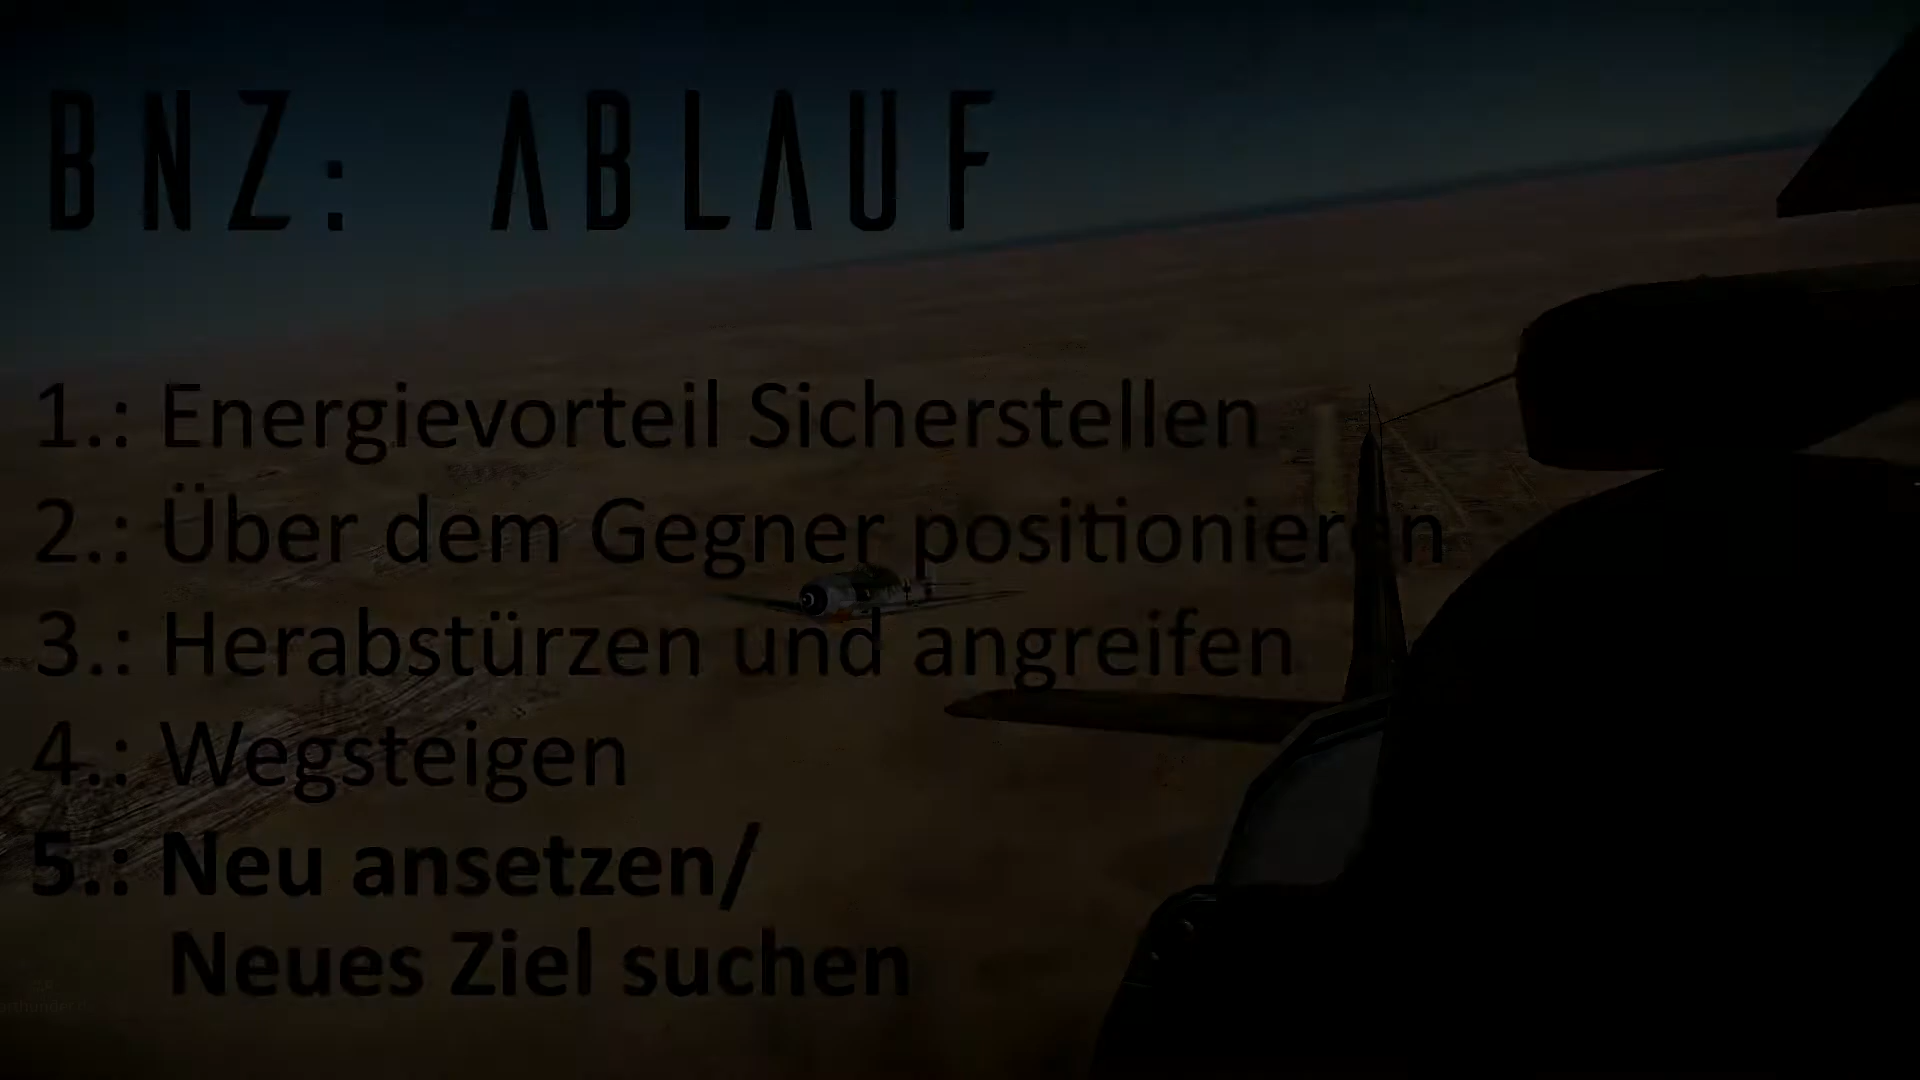 BNZ: ABLAUF
1.: Energievorteil Sicherstellen
2.: Über dem Gegner positionieren
3.: Herabstürzen und angreifen
4.: Wegsteigen
5.: Neu ansetzen/
Neues Ziel suchen